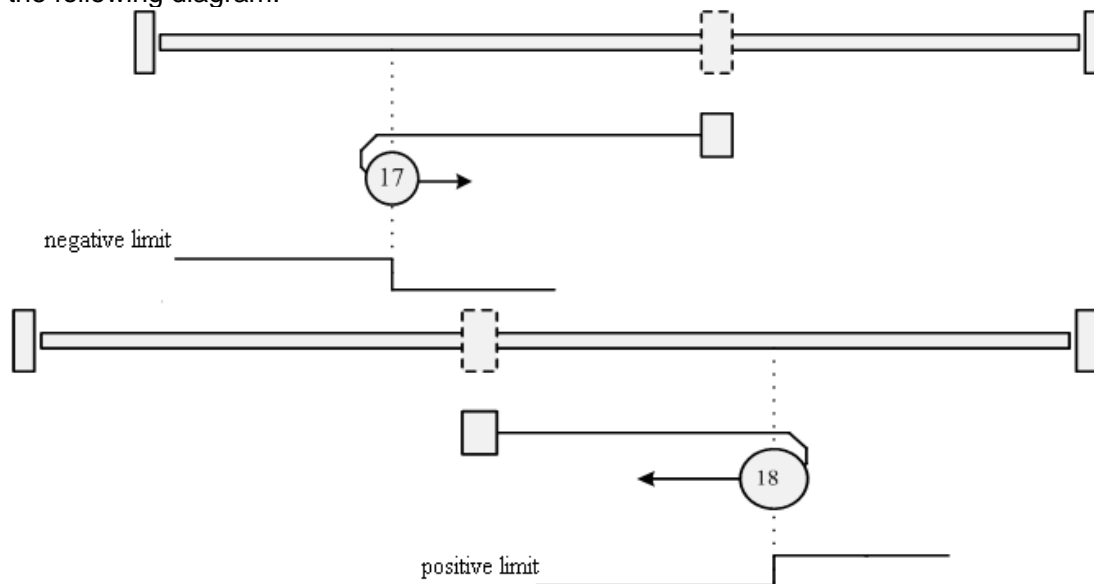 the following diagram.
17
negative limit
18
positive limit